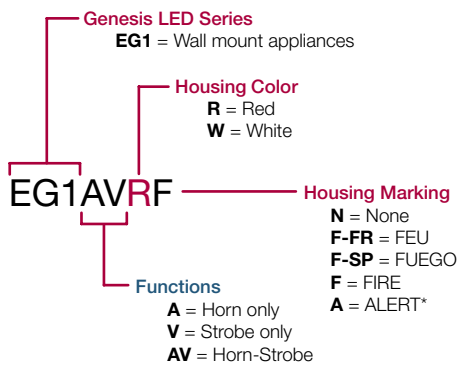 Genesis LED Series
EG1 = Wall mount appliances
Housing Color
R = Red
W = White
EG1AVRF
Housing Marking
N = None
F-FR = FEU
F-SP = FUEGO
F = FIRE
A = ALERT*
Functions
A = Horn only
V = Strobe only
AV = Horn-Strobe